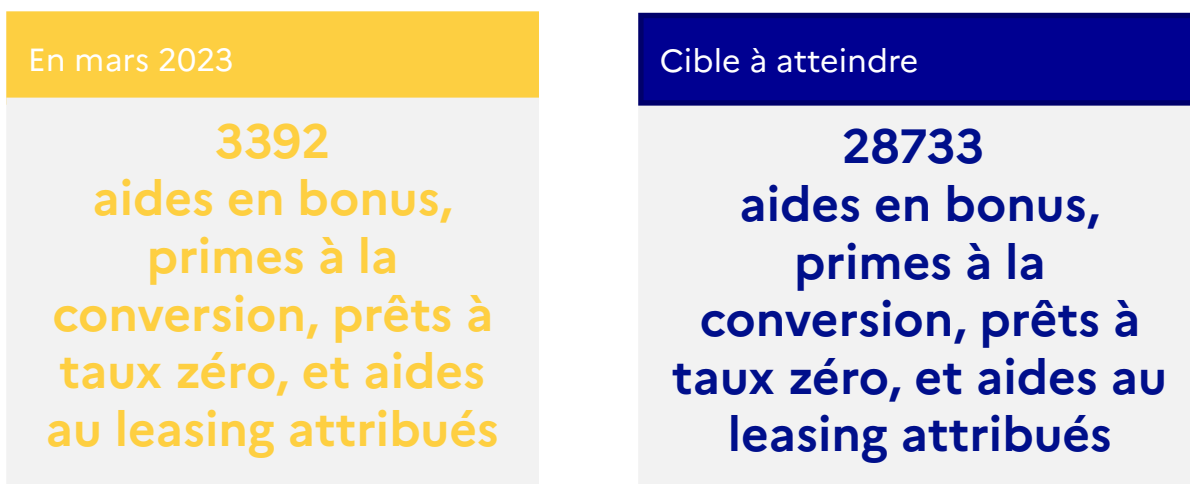 En mars 2023
3392
aides en bonus,
primes à la
conversion, prêts à
taux zéro, et aides
au leasing attribués
Cible à atteindre
28733
aides en bonus,
primes à la
conversion, prêts à
taux zéro, et aides au
leasing attribués